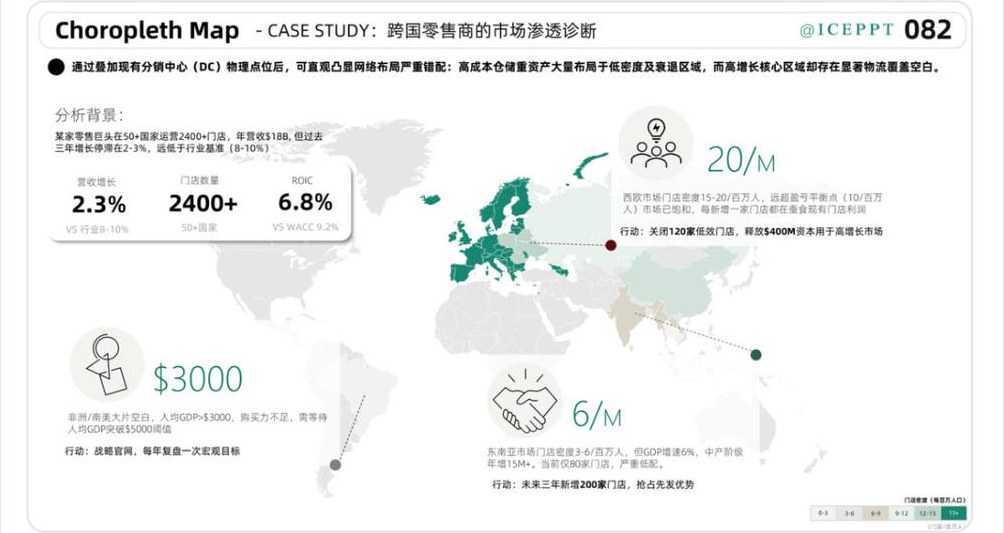 Choropleth Map - CASE STUDY：跨国零售商的市场渗透诊断
@ICEPPT 082
通过叠加现有分销中心（DC）物理点位后，可直观凸显网络布局严重错配：高成本仓储重资产大量布局于低密度及衰退区域，而高增长核心区域却存在显著物流覆盖空白。
分析背景：
某家零售巨头在50+国家运营2400+门店，年营收$18B, 但过去
三年增长停滞在2-3%，远低于行业基准（8-10%）
营收增长 门店数量 ROIC
2.3% 2400+ 6.8%
VS 行业8-10% 50+国家 VS WACC 9.2%
20/M
西欧市场门店密度15-20/百万人，远超盈亏平衡点（10/百万
人）市场已饱和，每新增一家门店都在蚕食现有门店利润
行动：关闭120家低效门店，释放$400M资本用于高增长市场
$3000
非洲/南美大片空白，人均GDP>$3000，购买力不足，需等待
人均GDP突破$5000阈值
行动：战略官网，每年复盘一次宏观目标
6/M
东南亚市场门店密度3-6/百万人，但GDP增速6%，中产阶级
年增15M+。当前仅80家门店，严重低配。
行动：未来三年新增200家门店，抢占先发优势
门店密度（每百万人口）
0-3 3-6 6-9 9-12 12-15 15+
（门店/百万人）